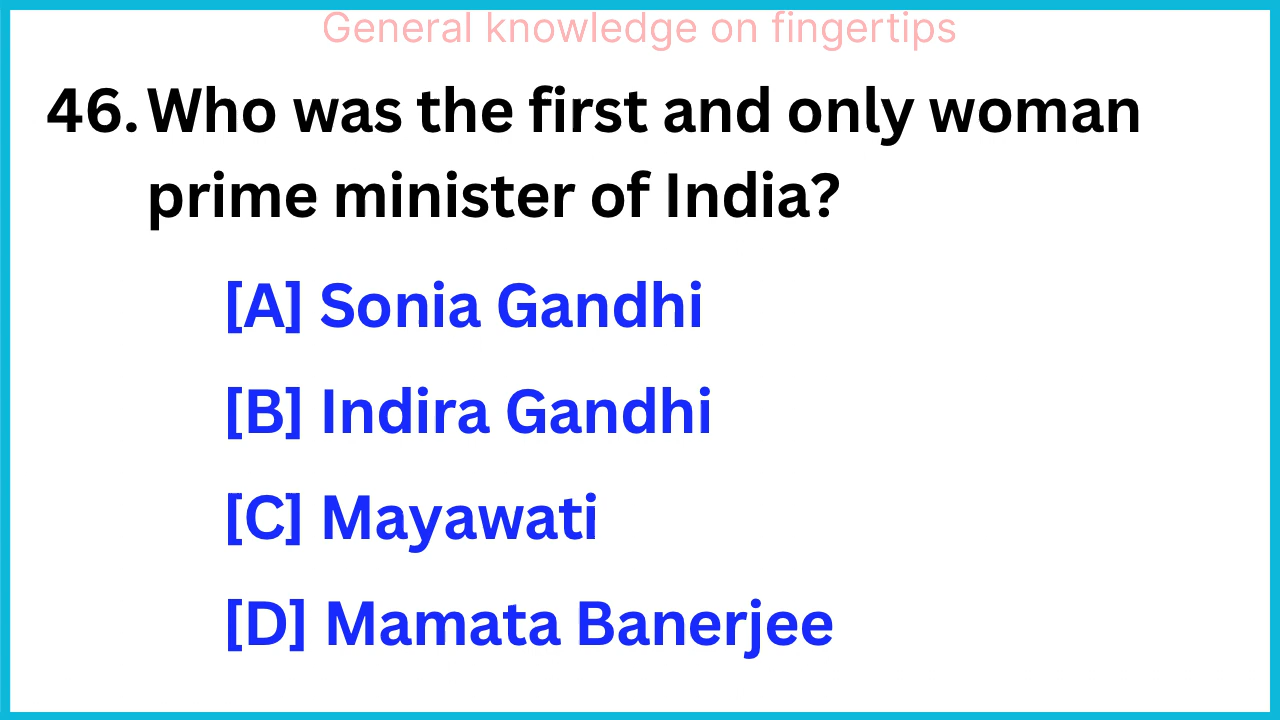 General knowledge on fingertips
46. Who was the first and only woman
prime minister of India?
[A] Sonia Gandhi
[B] Indira Gandhi
[C] Mayawati
[D] Mamata Banerjee